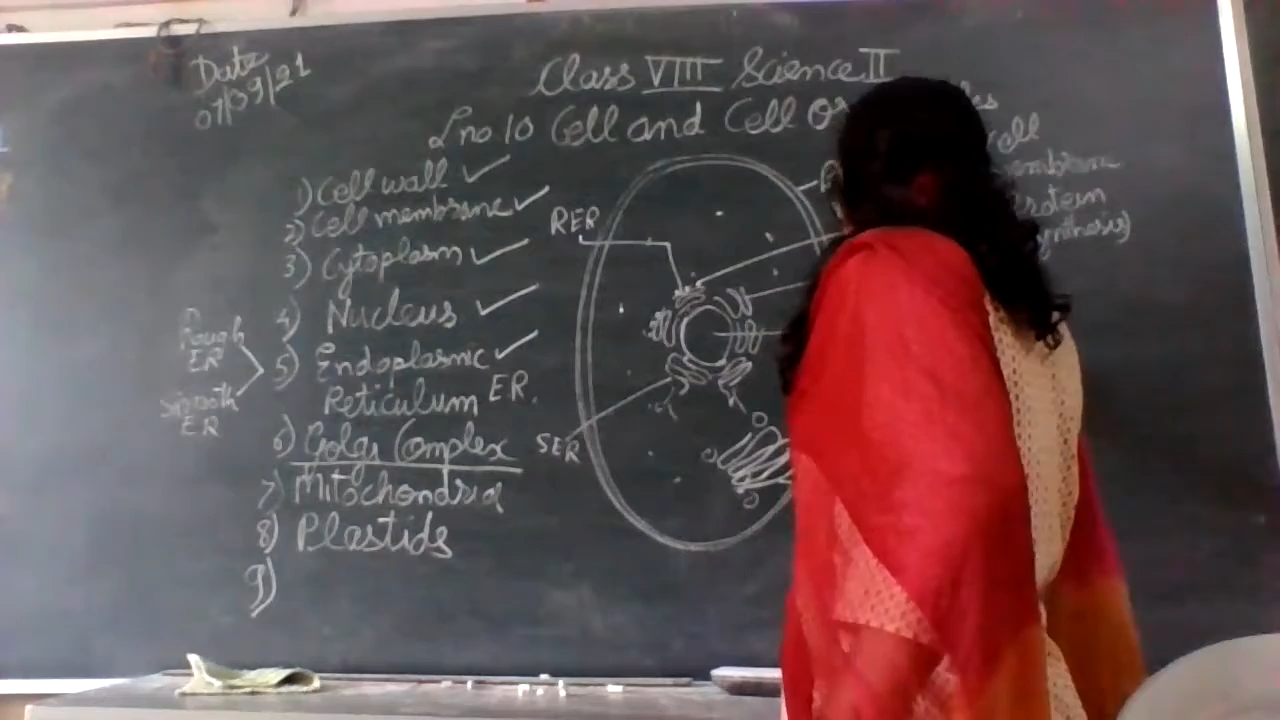 Date
07/09/21
Class VIII Science II
L no 10 Cell and Cell
1) Cell wall
2) Cell membrane
3) Cytoplasm
4) Nucleus
5) Endoplasmic
Reticulum ER.
6) Golgi Complex
7) Mitochondria
8) Plastids
9)
Rough
ER
Smooth
ER
RER
SER